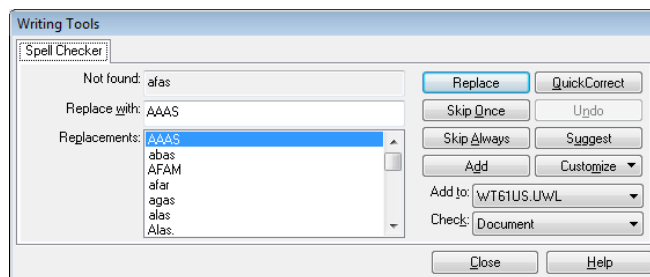 Writing Tools
Spell Checker
Not found: afas
Replace with: AAAS
Replacements: AAAS
abas
AFAM
afar
agas
alas
Alas.
Replace QuickCorrect
Skip Once Undo
Skip Always Suggest
Add Customize
Add to: WT61US.UWL
Check: Document
Close Help